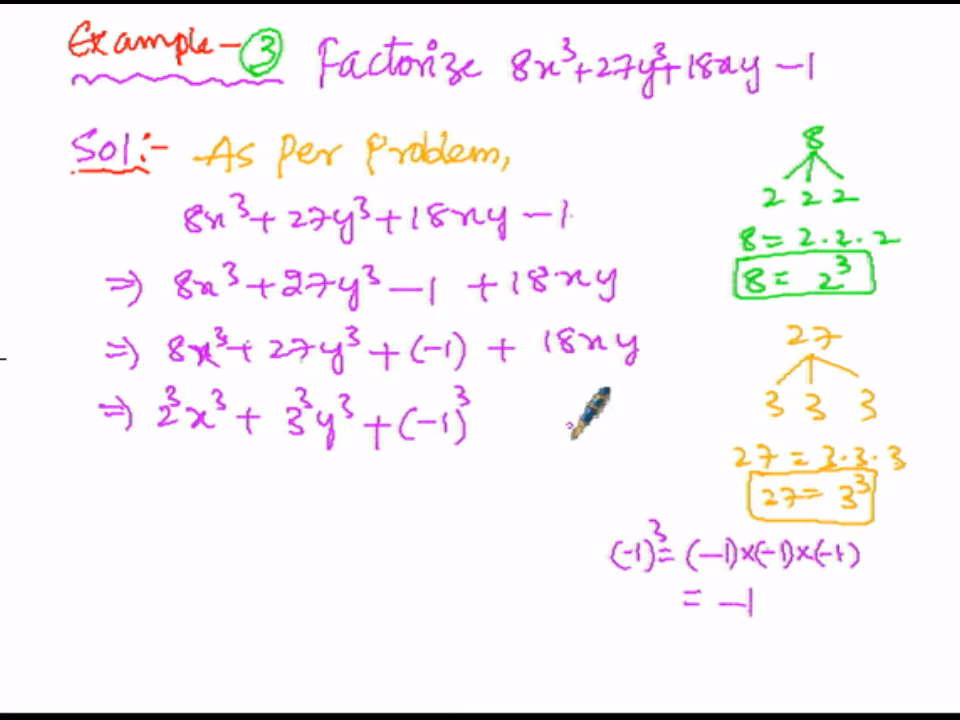 Example-③ Factorize 8x³+27y³+18xy-1
Sol:- As Per Problem,
8x³+27y³+18xy-1
=> 8x³+27y³-1+18xy
=> 8x³+27y³+(-1)+18xy
=> 2³x³+3³y³+(-1)³
8
2 2 2
8=2.2.2
8=2³
27
3 3 3
27=3.3.3
27=3³
(-1)³=(-1)×(-1)×(-1)
=-1